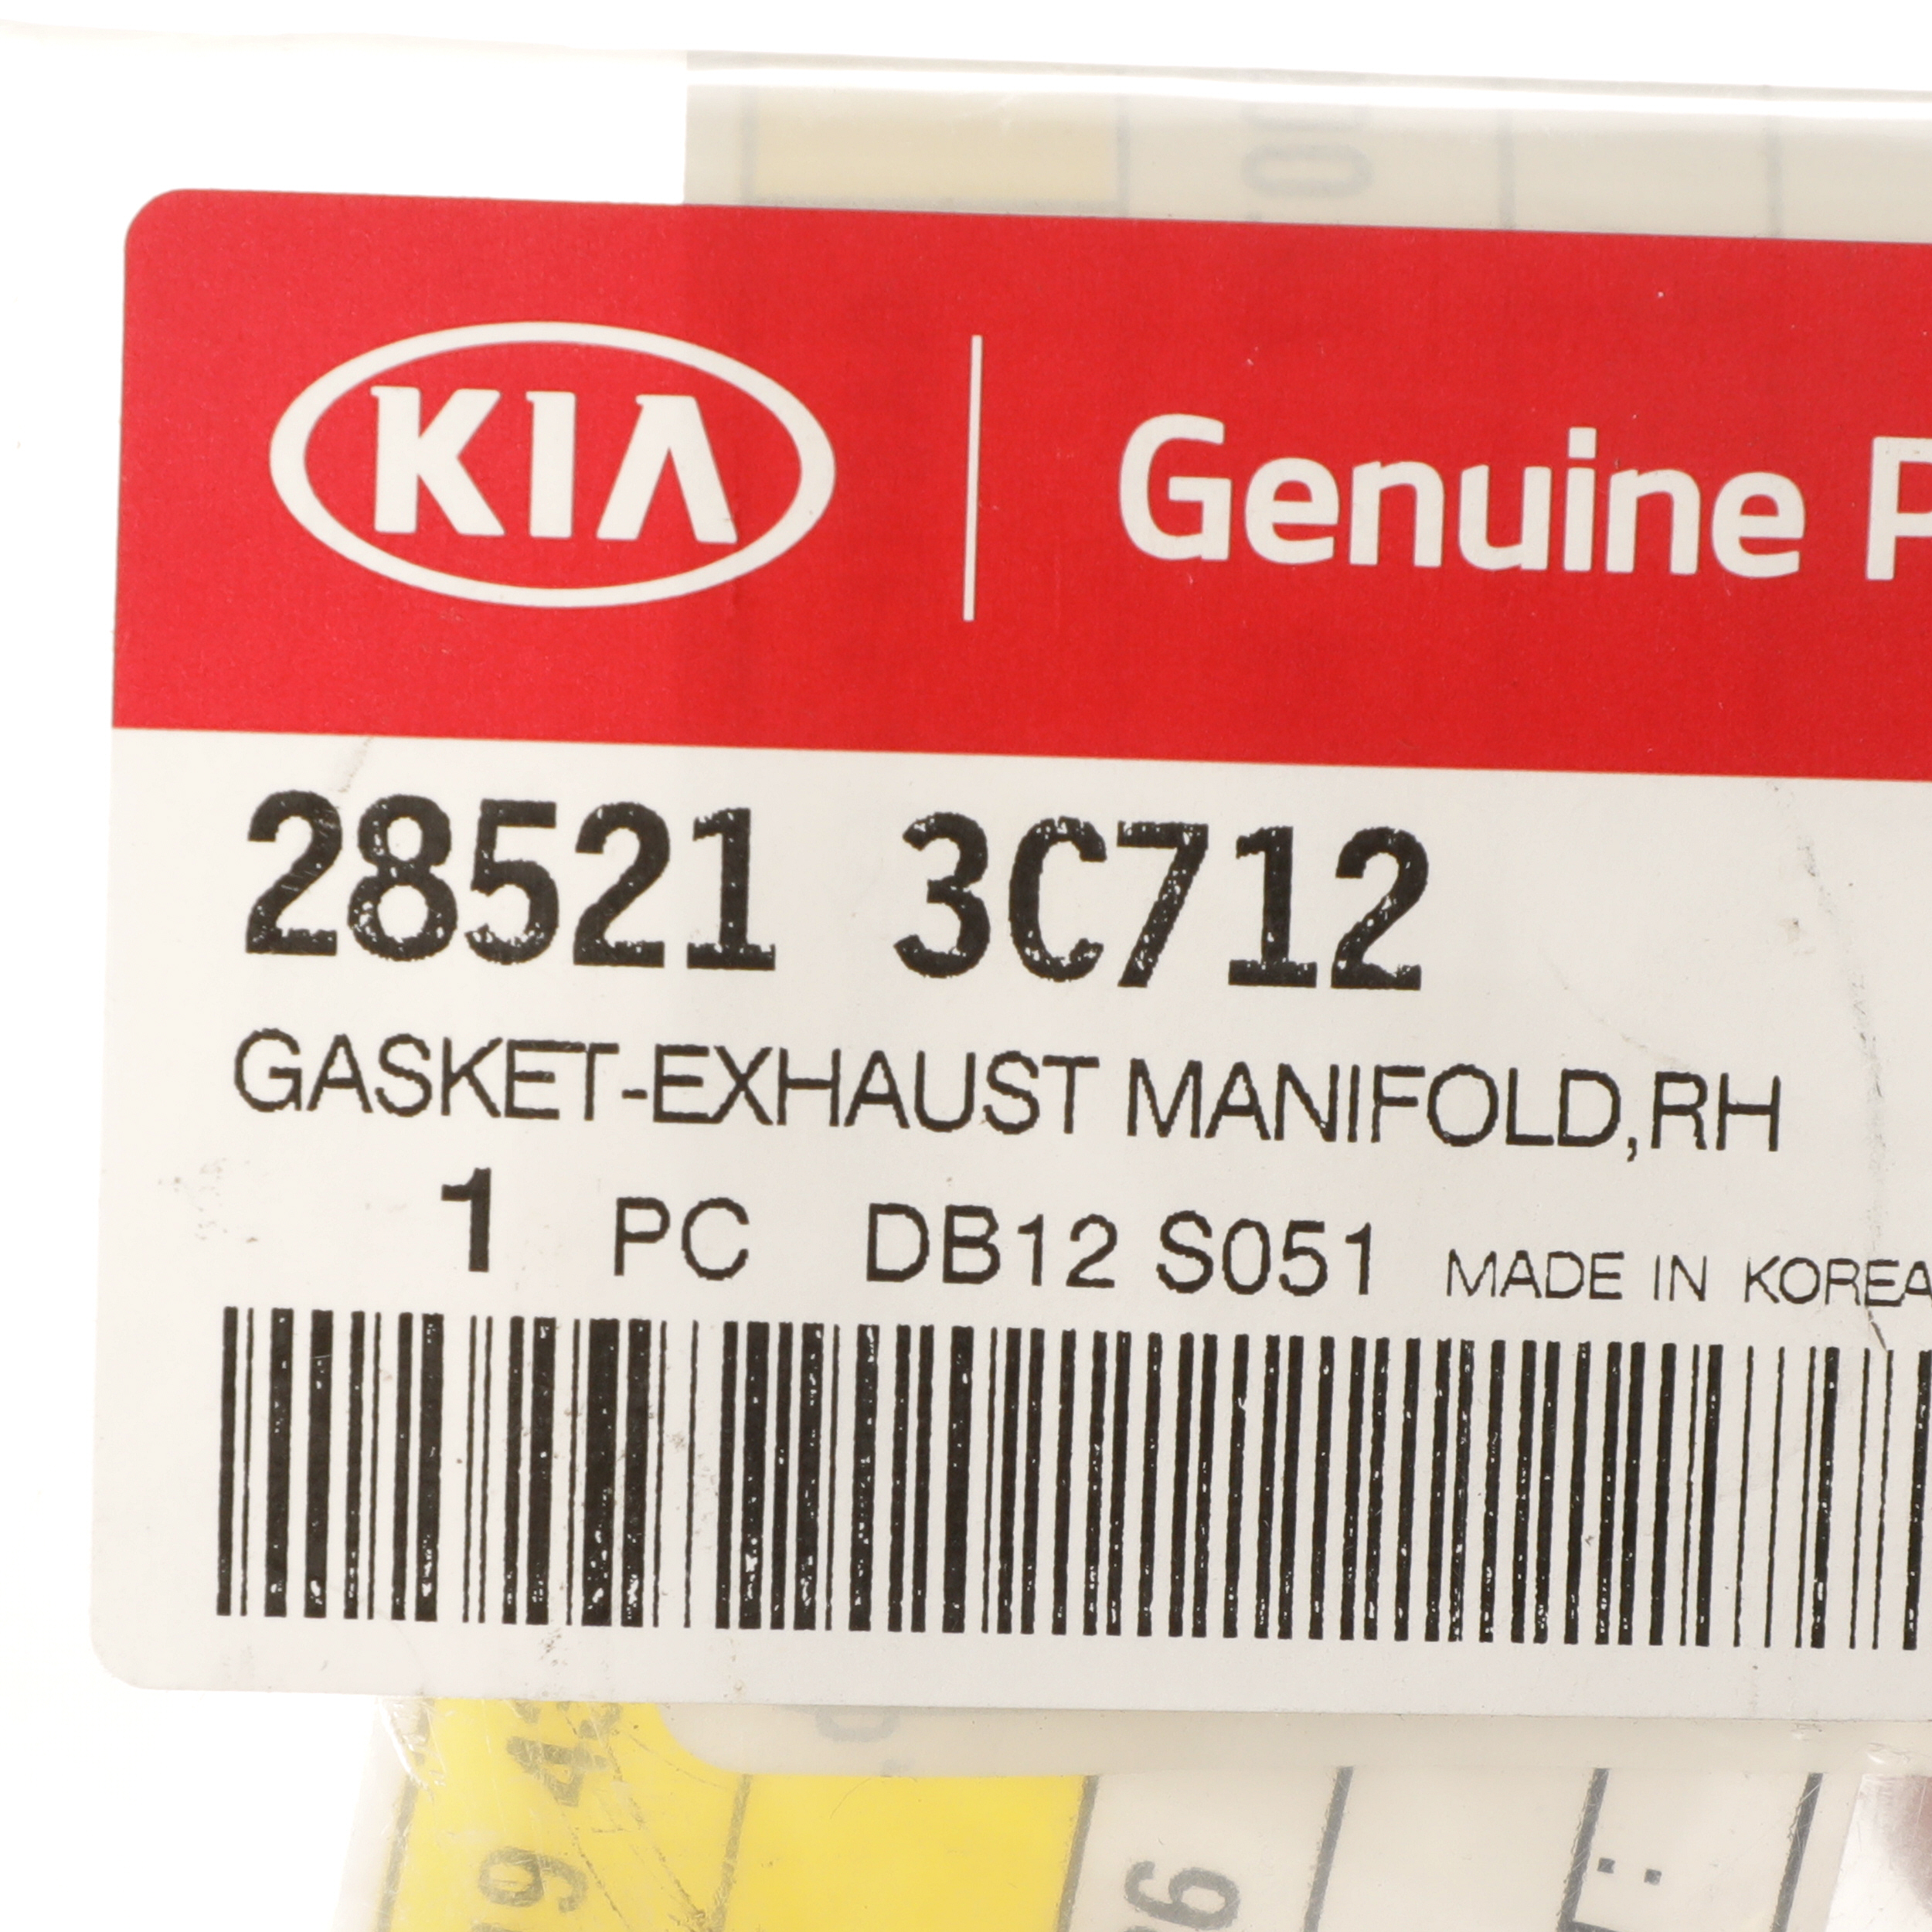 KIA Genuine P
28521 3C712
GASKET-EXHAUST MANIFOLD,RH
1 PC DB12 S051 MADE IN KOREA